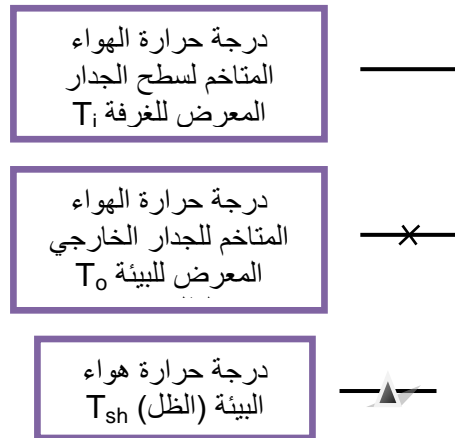 درجة حرارة الهواء
المتاخم لسطح الجدار
المعرض للغرفة Ti
درجة حرارة الهواء
المتاخم للجدار الخارجي
المعرض للبيئة To
درجة حرارة هواء
البيئة (الظل) Tsh